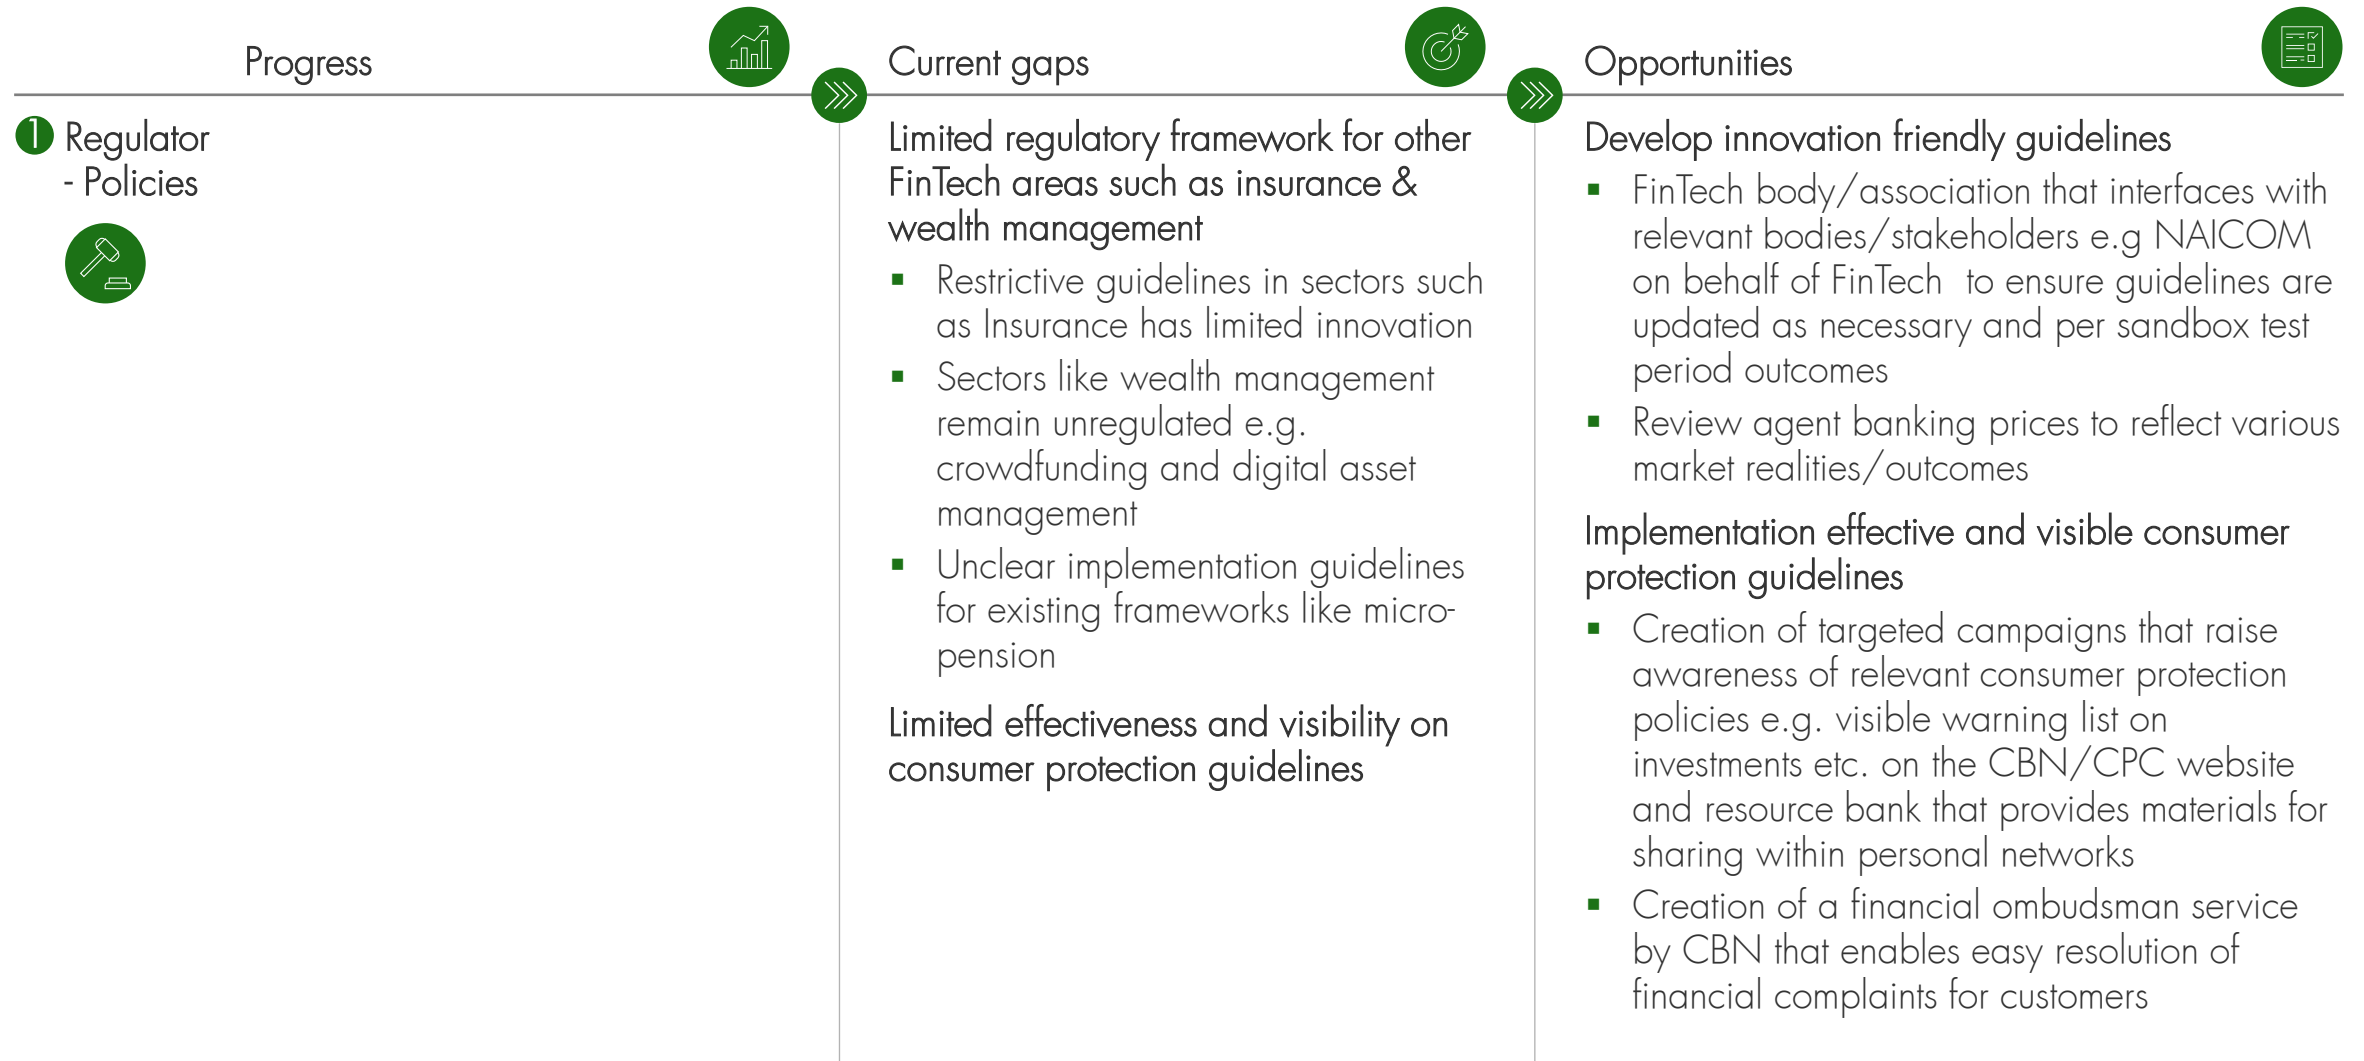 Progress
Current gaps
Opportunities
1 Regulator
- Policies
Limited regulatory framework for other
FinTech areas such as insurance &
wealth management
▪ Restrictive guidelines in sectors such
as Insurance has limited innovation
▪ Sectors like wealth management
remain unregulated e.g.
crowdfunding and digital asset
management
▪ Unclear implementation guidelines
for existing frameworks like micro-
pension
Limited effectiveness and visibility on
consumer protection guidelines
Develop innovation friendly guidelines
▪ FinTech body/association that interfaces with
relevant bodies/stakeholders e.g NAICOM
on behalf of FinTech  to ensure guidelines are
updated as necessary and per sandbox test
period outcomes
▪ Review agent banking prices to reflect various
market realities/outcomes
Implementation effective and visible consumer
protection guidelines
▪ Creation of targeted campaigns that raise
awareness of relevant consumer protection
policies e.g. visible warning list on
investments etc. on the CBN/CPC website
and resource bank that provides materials for
sharing within personal networks
▪ Creation of a financial ombudsman service
by CBN that enables easy resolution of
financial complaints for customers